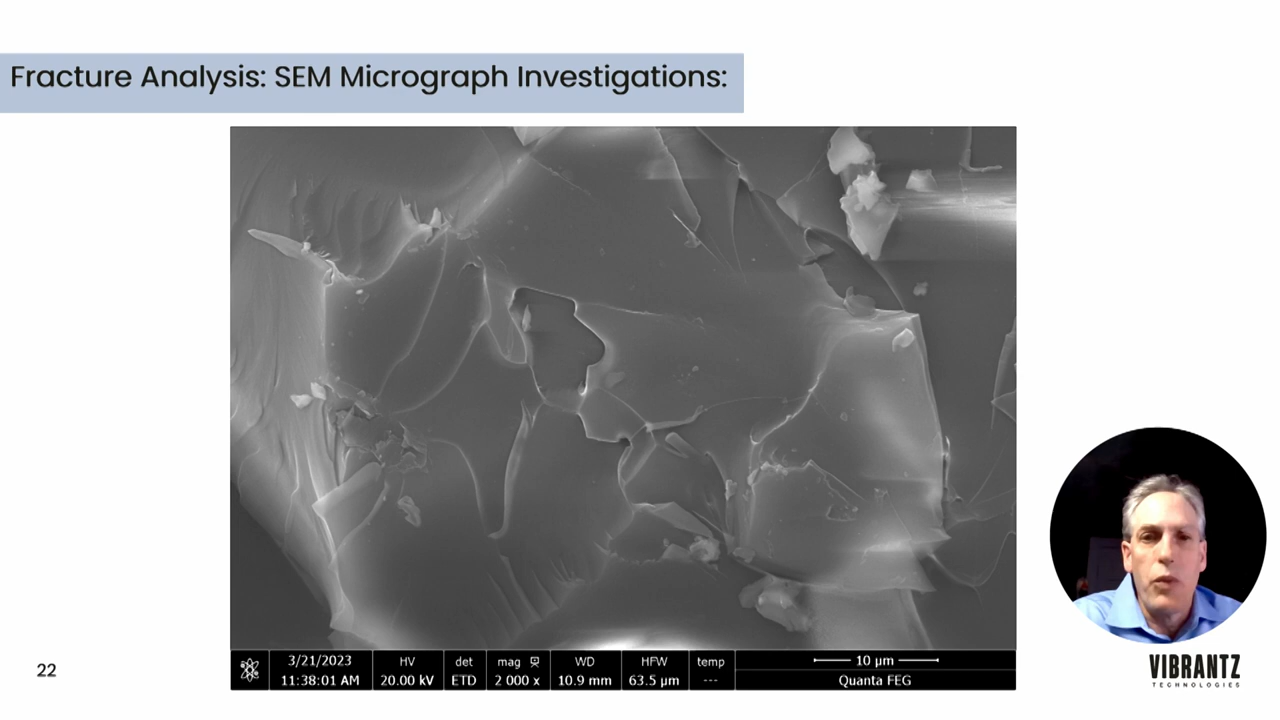 Fracture Analysis: SEM Micrograph Investigations:
3/21/2023 HV det mag WD HFW temp 10 µm
11:38:01 AM 20.00 kV ETD 2 000 x 10.9 mm 63.5 µm --- Quanta FEG
22
VIBRANTZ
TECHNOLOGIES